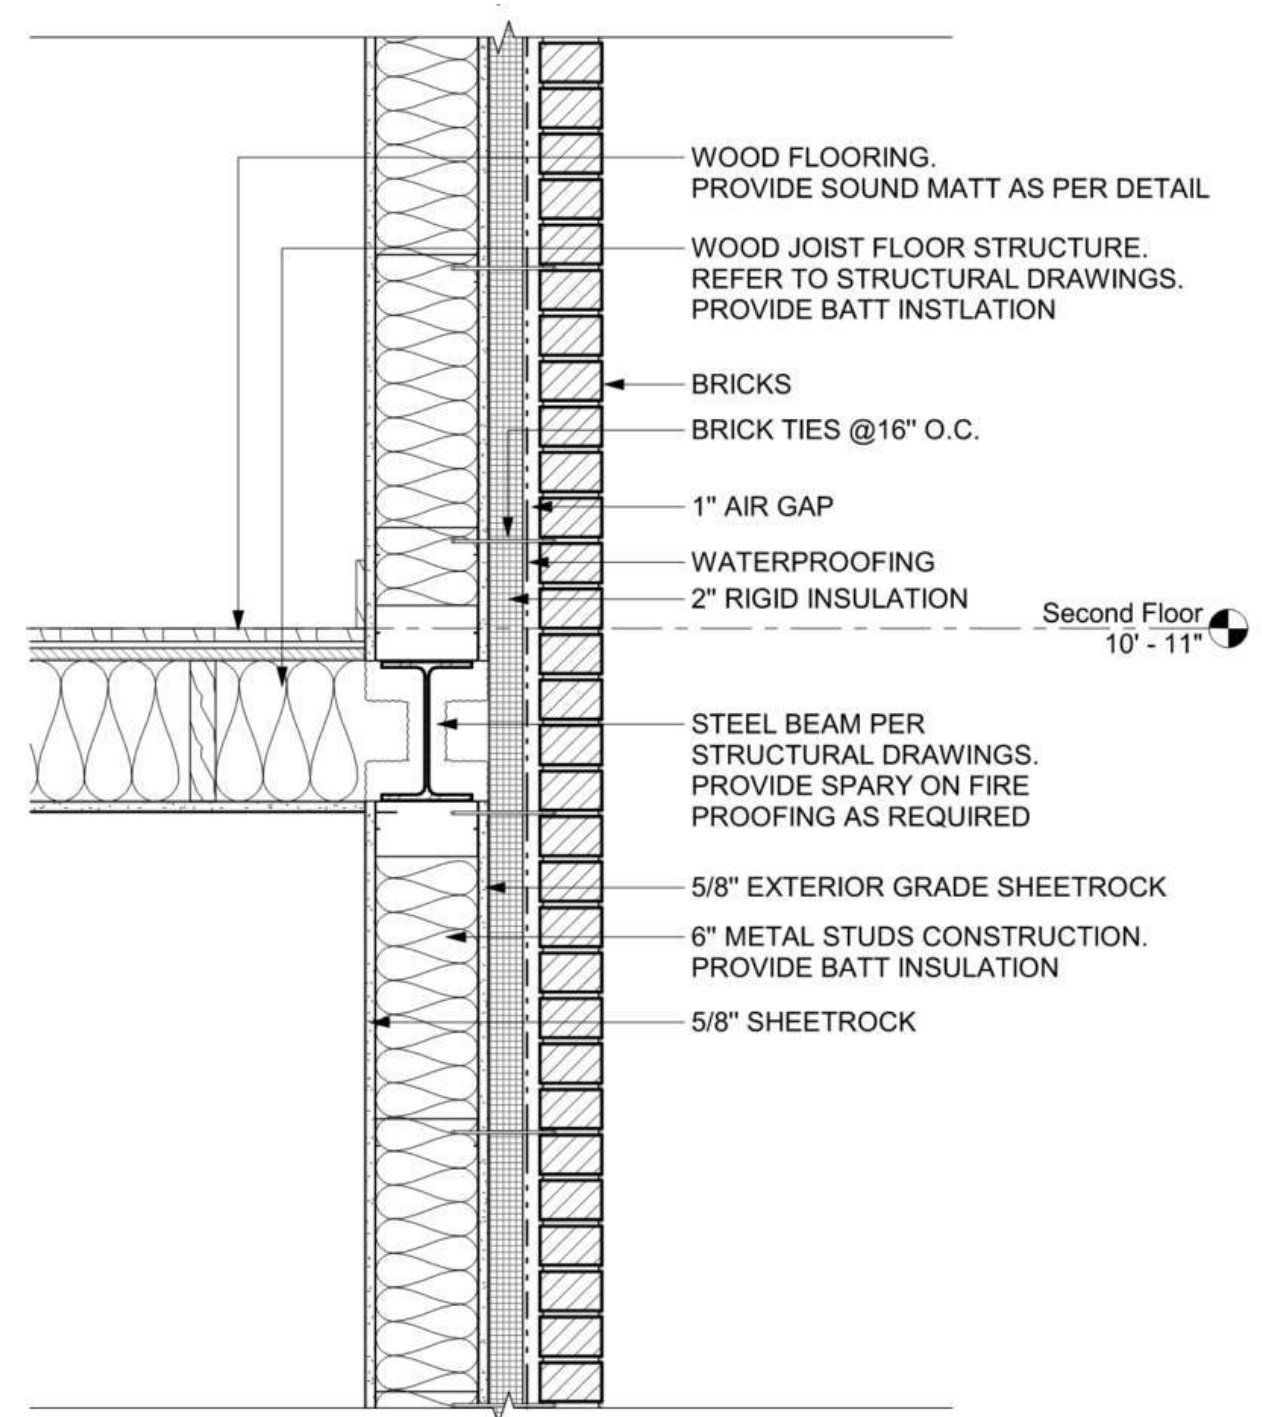 WOOD FLOORING.
PROVIDE SOUND MATT AS PER DETAIL
WOOD JOIST FLOOR STRUCTURE.
REFER TO STRUCTURAL DRAWINGS.
PROVIDE BATT INSTLATION
BRICKS
BRICK TIES @16" O.C.
1" AIR GAP
WATERPROOFING
2" RIGID INSULATION
Second Floor
10' - 11"
STEEL BEAM PER
STRUCTURAL DRAWINGS.
PROVIDE SPARY ON FIRE
PROOFING AS REQUIRED
5/8" EXTERIOR GRADE SHEETROCK
6" METAL STUDS CONSTRUCTION.
PROVIDE BATT INSULATION
5/8" SHEETROCK